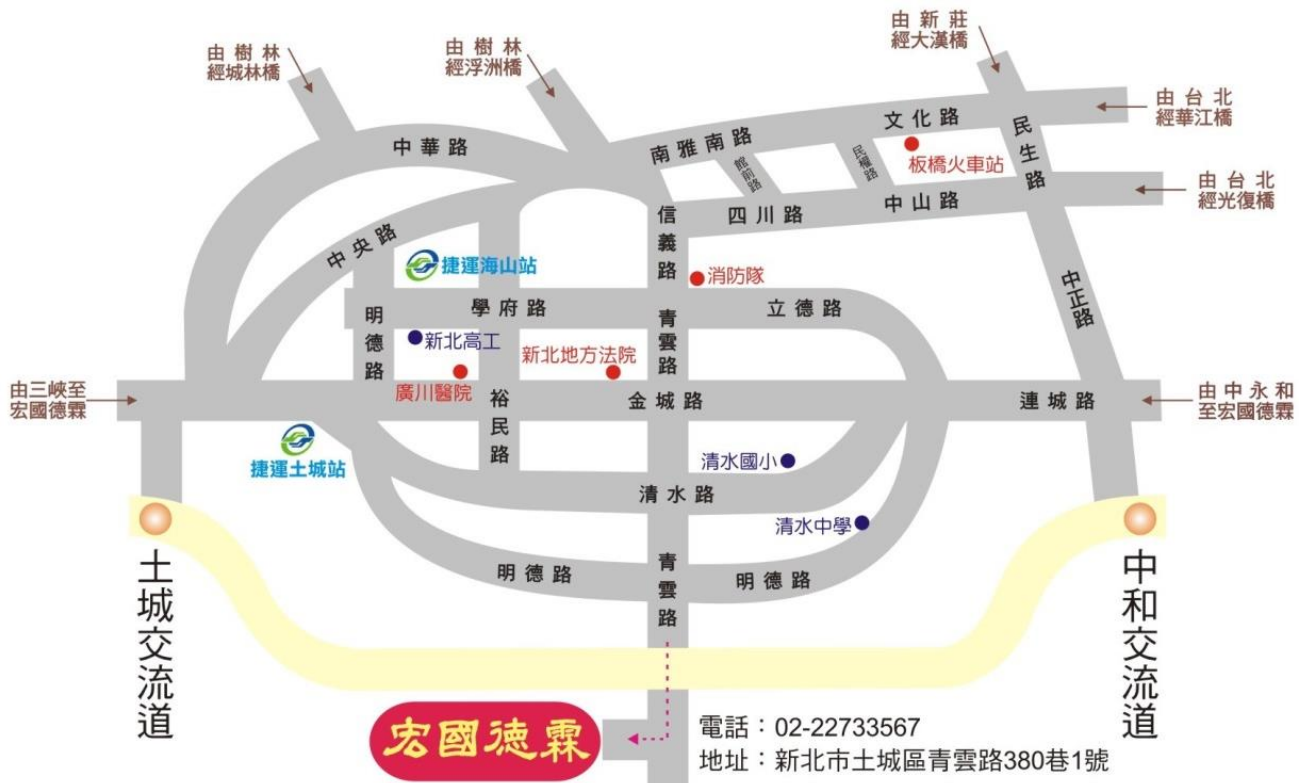 由新莊
經大漢橋
由樹林
經城林橋
由樹林
經浮洲橋
由台北
經華江橋
文化路
民生路
南雅南路
中華路
館前路
民權路
板橋火車站
由台北
經光復橋
中山路
四川路
信義路
中央路
捷運海山站
消防隊
中正路
學府路
立德路
明德路
青雲路
新北高工
新北地方法院
廣川醫院
由三峽至
宏國德霖
裕民路
金城路
連城路
由中永和
至宏國德霖
捷運土城站
清水國小
清水路
清水中學
土城交流道
中和交流道
明德路
青雲路
明德路
宏國德霖
電話：02-22733567
地址：新北市土城區青雲路380巷1號